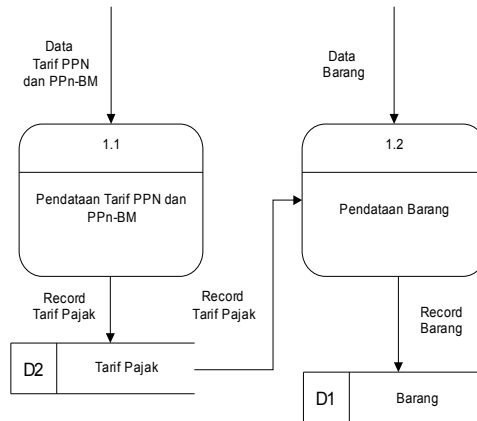 Data
Tarif PPN
dan PPn-BM
Data
Barang
1.1
Pendataan Tarif PPN dan
PPn-BM
1.2
Pendataan Barang
Record
Tarif Pajak
Record
Tarif Pajak
Record
Barang
D2
Tarif Pajak
D1
Barang